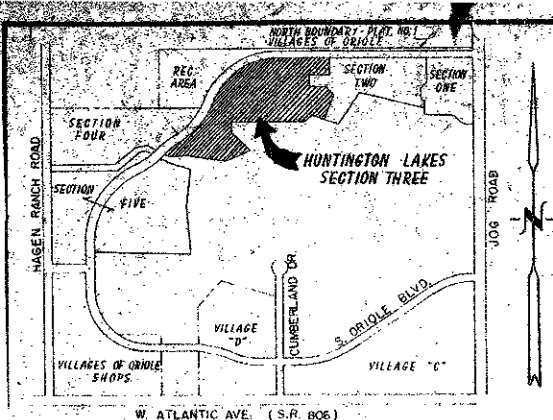 NORTH BOUNDARY - PLAT NO. 1
VILLAGES OF ORIOLE
REC.
AREA
SECTION
TWO
SECTION
ONE
SECTION
FOUR
HUNTINGTON LAKES
SECTION THREE
HAGEN RANCH ROAD
SECTION
FIVE
JOG ROAD
N
CUMBERLAND DR.
S. ORIOLE BLVD.
VILLAGE
"D"
VILLAGES OF ORIOLE
SHOPS
VILLAGE "C"
W. ATLANTIC AVE. (S.R. 806)